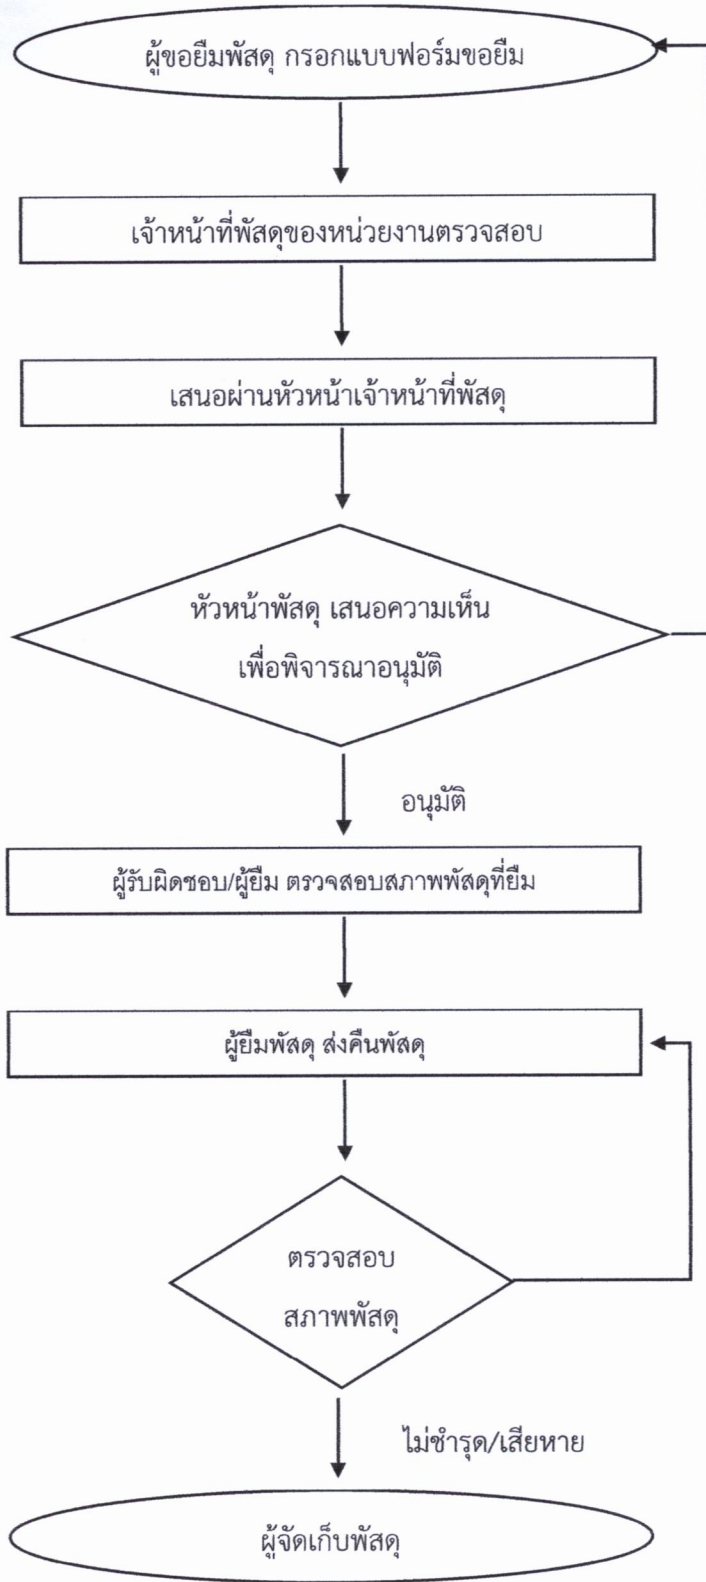 ผู้ขอยืมพัสดุ กรอกแบบฟอร์มขอยืม
เจ้าหน้าที่พัสดุของหน่วยงานตรวจสอบ
เสนอผ่านหัวหน้าเจ้าหน้าที่พัสดุ
หัวหน้าพัสดุ เสนอความเห็น
เพื่อพิจารณาอนุมัติ
อนุมัติ
ผู้รับผิดชอบ/ผู้ยืม ตรวจสอบสภาพพัสดุที่ยืม
ผู้ยืมพัสดุ ส่งคืนพัสดุ
ตรวจสอบ
สภาพพัสดุ
ไม่ชำรุด/เสียหาย
ผู้จัดเก็บพัสดุ